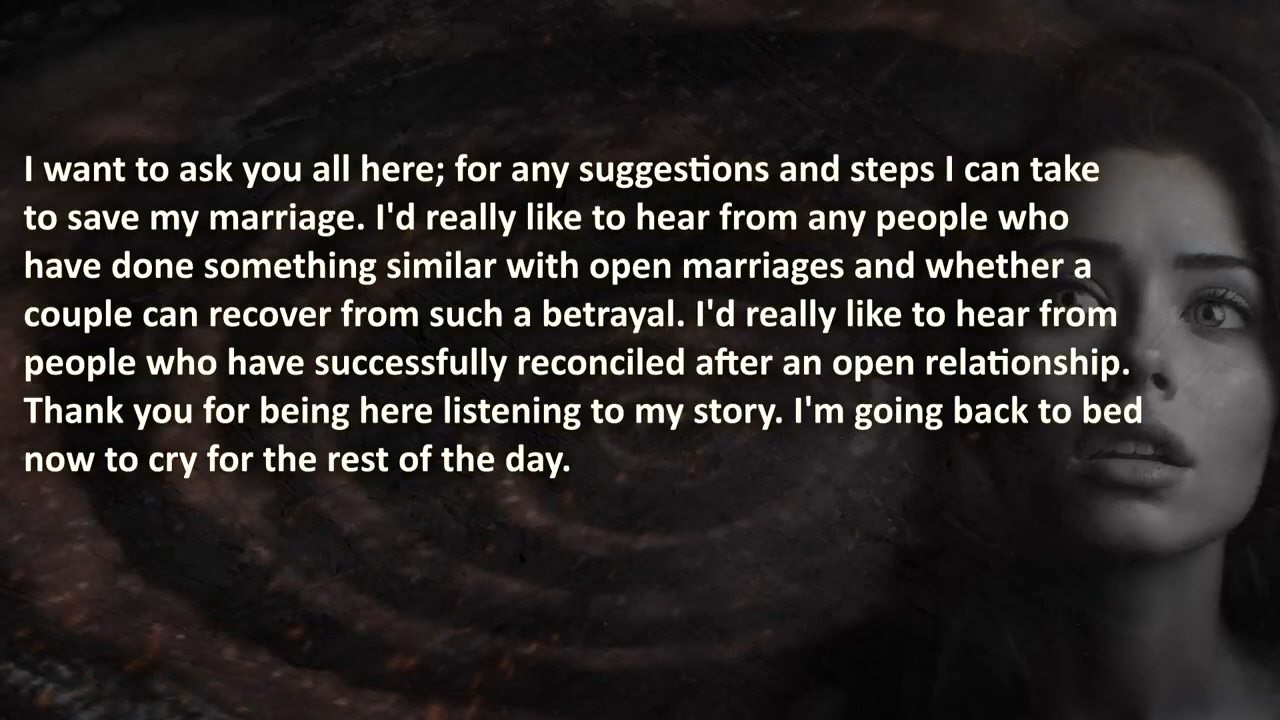 I want to ask you all here; for any suggestions and steps I can take
to save my marriage. I'd really like to hear from any people who
have done something similar with open marriages and whether a
couple can recover from such a betrayal. I'd really like to hear from
people who have successfully reconciled after an open relationship.
Thank you for being here listening to my story. I'm going back to bed
now to cry for the rest of the day.